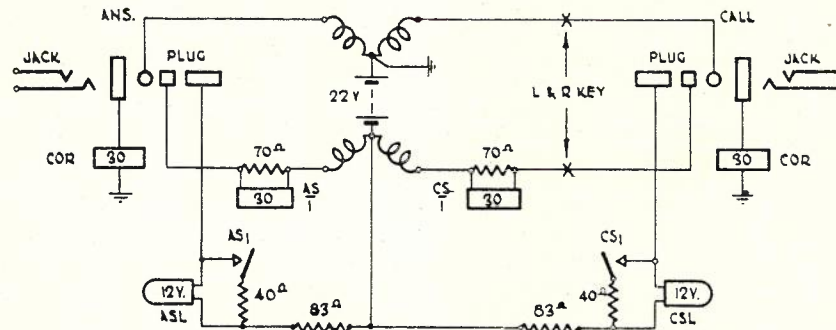 ANS. CALL
JACK PLUG PLUG JACK
22 V L & R KEY
COR 30 70Ω 70Ω 30 COR
30 AS 1 CS 1 30
AS1 CS1
12V. 40Ω 40Ω 12V.
ASL 83Ω 83Ω CSL